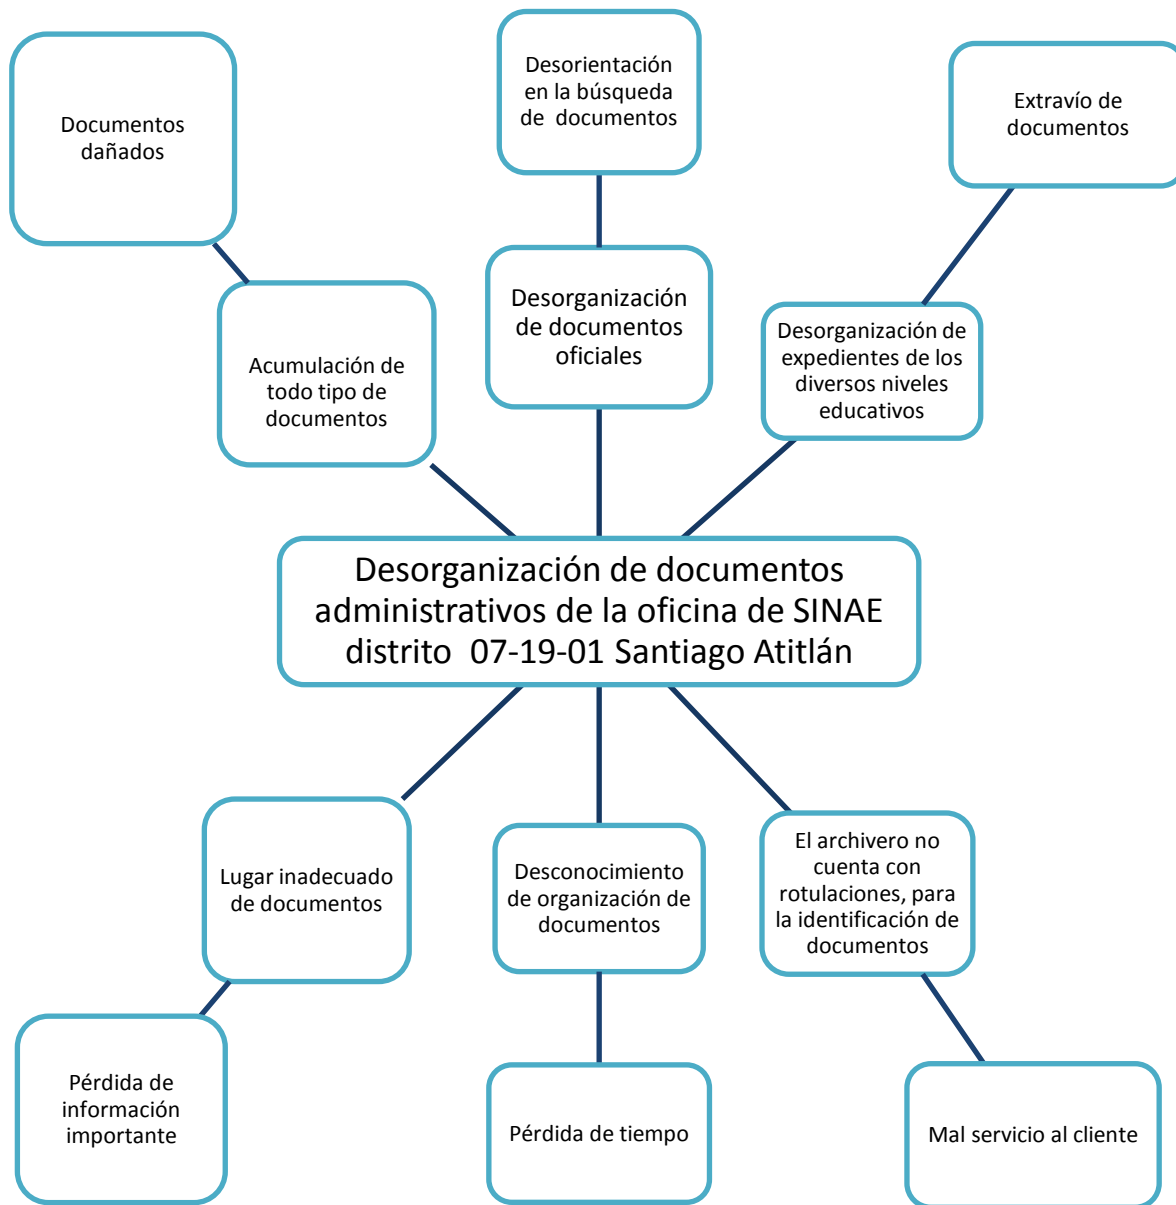 Documentos
dañados
Desorientación
en la búsqueda
de documentos
Extravío de
documentos
Acumulación de
todo tipo de
documentos
Desorganización
de documentos
oficiales
Desorganización de
expedientes de los
diversos niveles
educativos
Desorganización de documentos
administrativos de la oficina de SINAE
distrito 07-19-01 Santiago Atitlán
Lugar inadecuado
de documentos
Desconocimiento
de organización de
documentos
El archivero no
cuenta con
rotulaciones, para
la identificación de
documentos
Pérdida de
información
importante
Pérdida de tiempo
Mal servicio al cliente